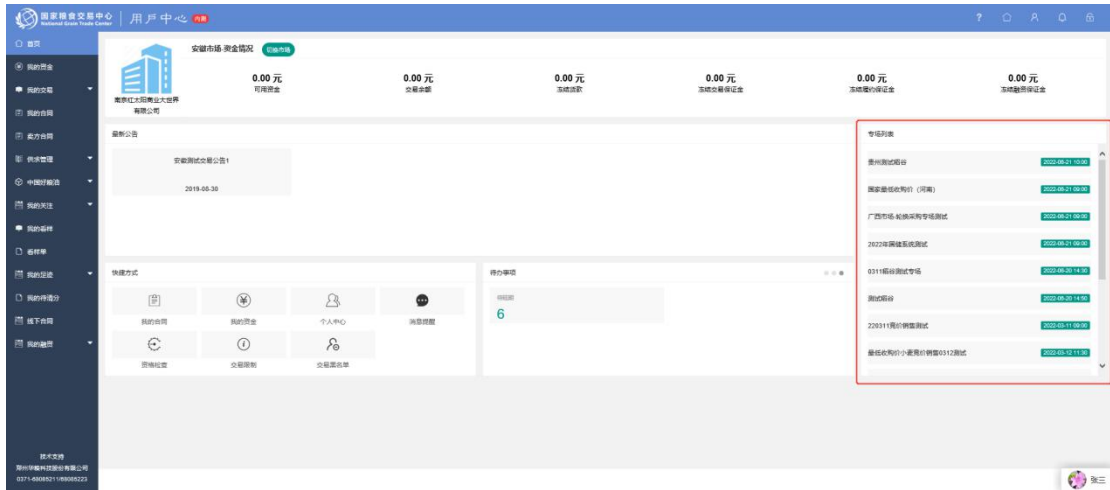 国家粮食交易中心
National Grain Trade Center
用户中心
首页
我的资金
我的交易
我的合同
卖方合同
供求管理
中国好粮油
我的关注
我的看样
看样单
我的足迹
我的待清分
线下合同
我的融资
技术支持
郑州华粮科技股份有限公司
0371-68085211/68085223
南京红太阳商业大世界
有限公司
安徽市场-资金情况
切换市场
0.00 元
可用资金
0.00 元
交易余额
0.00 元
冻结货款
0.00 元
冻结交易保证金
0.00 元
冻结履约保证金
0.00 元
冻结融资保证金
最新公告
安徽测试交易公告1
2019-08-30
专场列表
贵州测试稻谷
2022-06-21 10:00
国家最低收购价（河南）
2022-06-21 09:00
广西市场-轮换采购专场测试
2022-06-21 09:00
2022年国储系统测试
2022-06-21 09:00
0311稻谷测试专场
2022-06-20 14:30
测试稻谷
2022-06-20 14:50
220311竞价销售测试
2022-03-11 09:00
最低收购价小麦竞价销售0312测试
2022-03-12 11:30
快捷方式
我的合同
我的资金
个人中心
消息提醒
资格检查
交易限制
交易黑名单
待办事项
6
张三